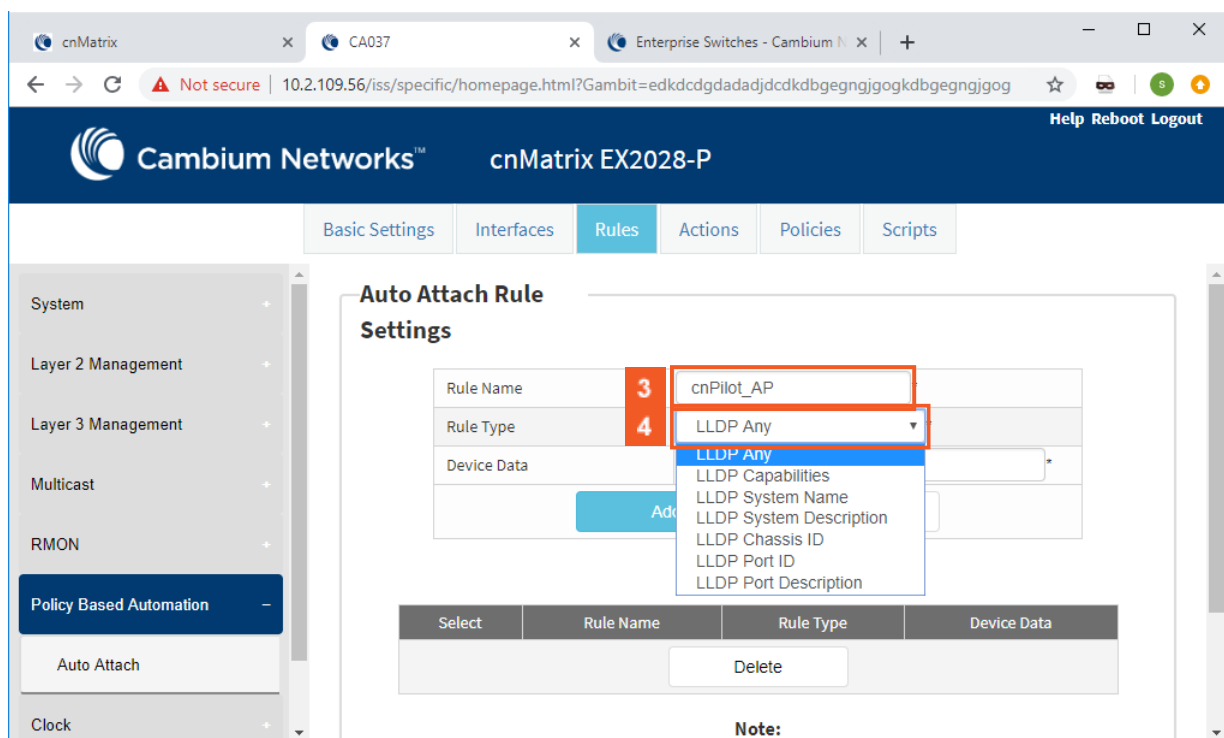 cnMatrix
CA037
Enterprise Switches - Cambium N
Not secure | 10.2.109.56/iss/specific/homepage.html?Gambit=edkdcdgdadadjdcdkdbgegngjgogkdbgegngjgog
S
Help Reboot Logout
Cambium Networks™
cnMatrix EX2028-P
Basic Settings
Interfaces
Rules
Actions
Policies
Scripts
System +
Layer 2 Management +
Layer 3 Management +
Multicast +
RMON +
Policy Based Automation –
Auto Attach
Clock +
Auto Attach Rule
Settings
Rule Name 3 cnPilot_AP
Rule Type 4 LLDP Any
Device Data *
LLDP Any
LLDP Capabilities
LLDP System Name
LLDP System Description
LLDP Chassis ID
LLDP Port ID
LLDP Port Description
Select Rule Name Rule Type Device Data
Delete
Note: